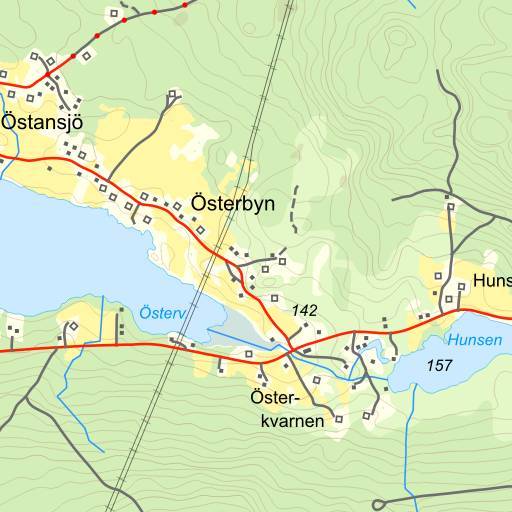 Östansjö
Österbyn
Österv
142
Huns
Hunsen
157
Öster-
kvarnen